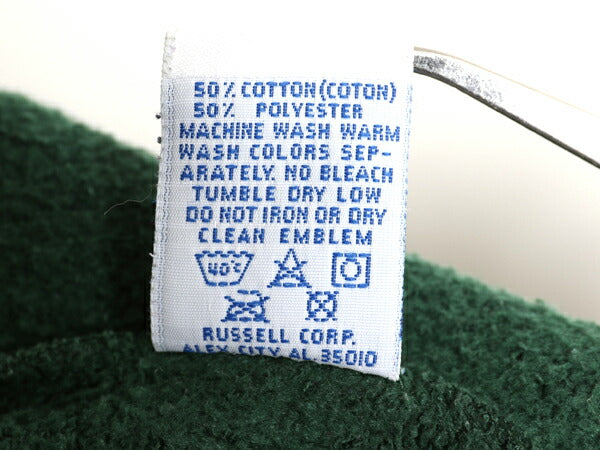 50% COTTON(COTON)
50% POLYESTER
MACHINE WASH WARM
WASH COLORS SEP-
ARATELY. NO BLEACH
TUMBLE DRY LOW
DO NOT IRON OR DRY
CLEAN EMBLEM
40°C
RUSSELL CORP.
ALEX CITY AL 35010